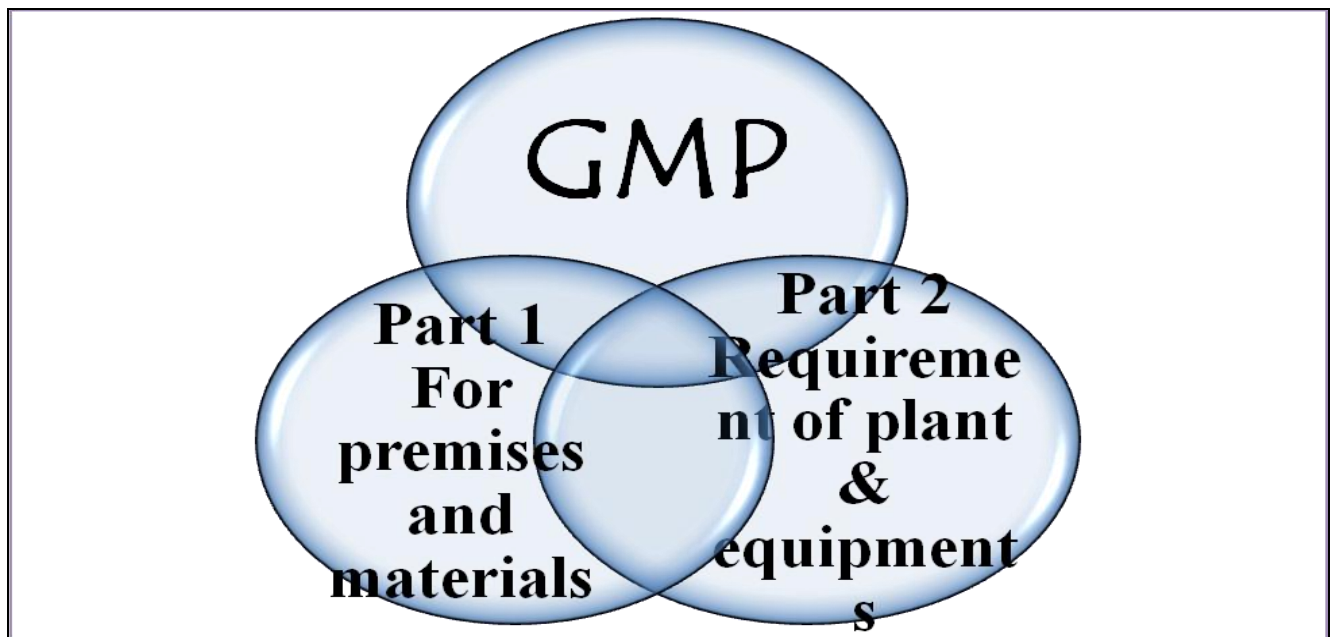 GMP
Part 1
For
premises
and
materials
Part 2
Requireme
nt of plant
&
equipment
s